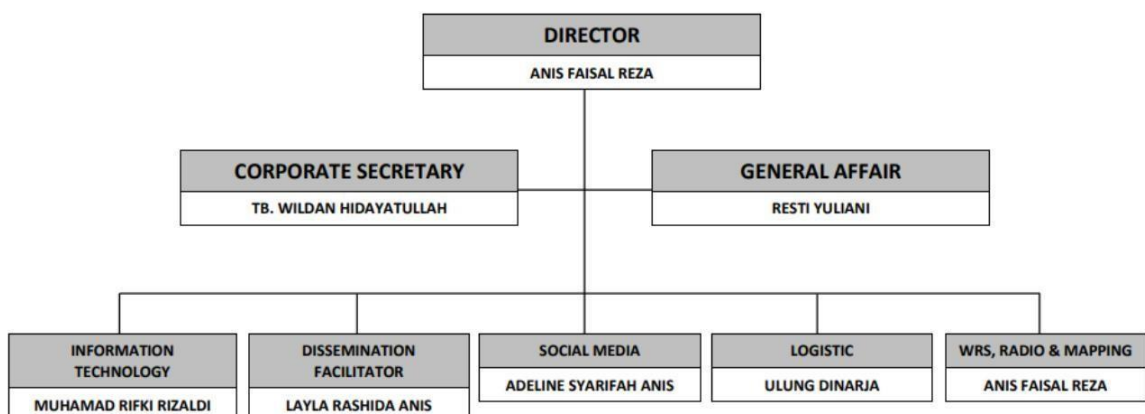 DIRECTOR
ANIS FAISAL REZA
CORPORATE SECRETARY
TB. WILDAN HIDAYATULLAH
GENERAL AFFAIR
RESTI YULIANI
INFORMATION
TECHNOLOGY
MUHAMAD RIFKI RIZALDI
DISSEMINATION
FACILITATOR
LAYLA RASHIDA ANIS
SOCIAL MEDIA
ADELINE SYARIFAH ANIS
LOGISTIC
ULUNG DINARJA
WRS, RADIO & MAPPING
ANIS FAISAL REZA